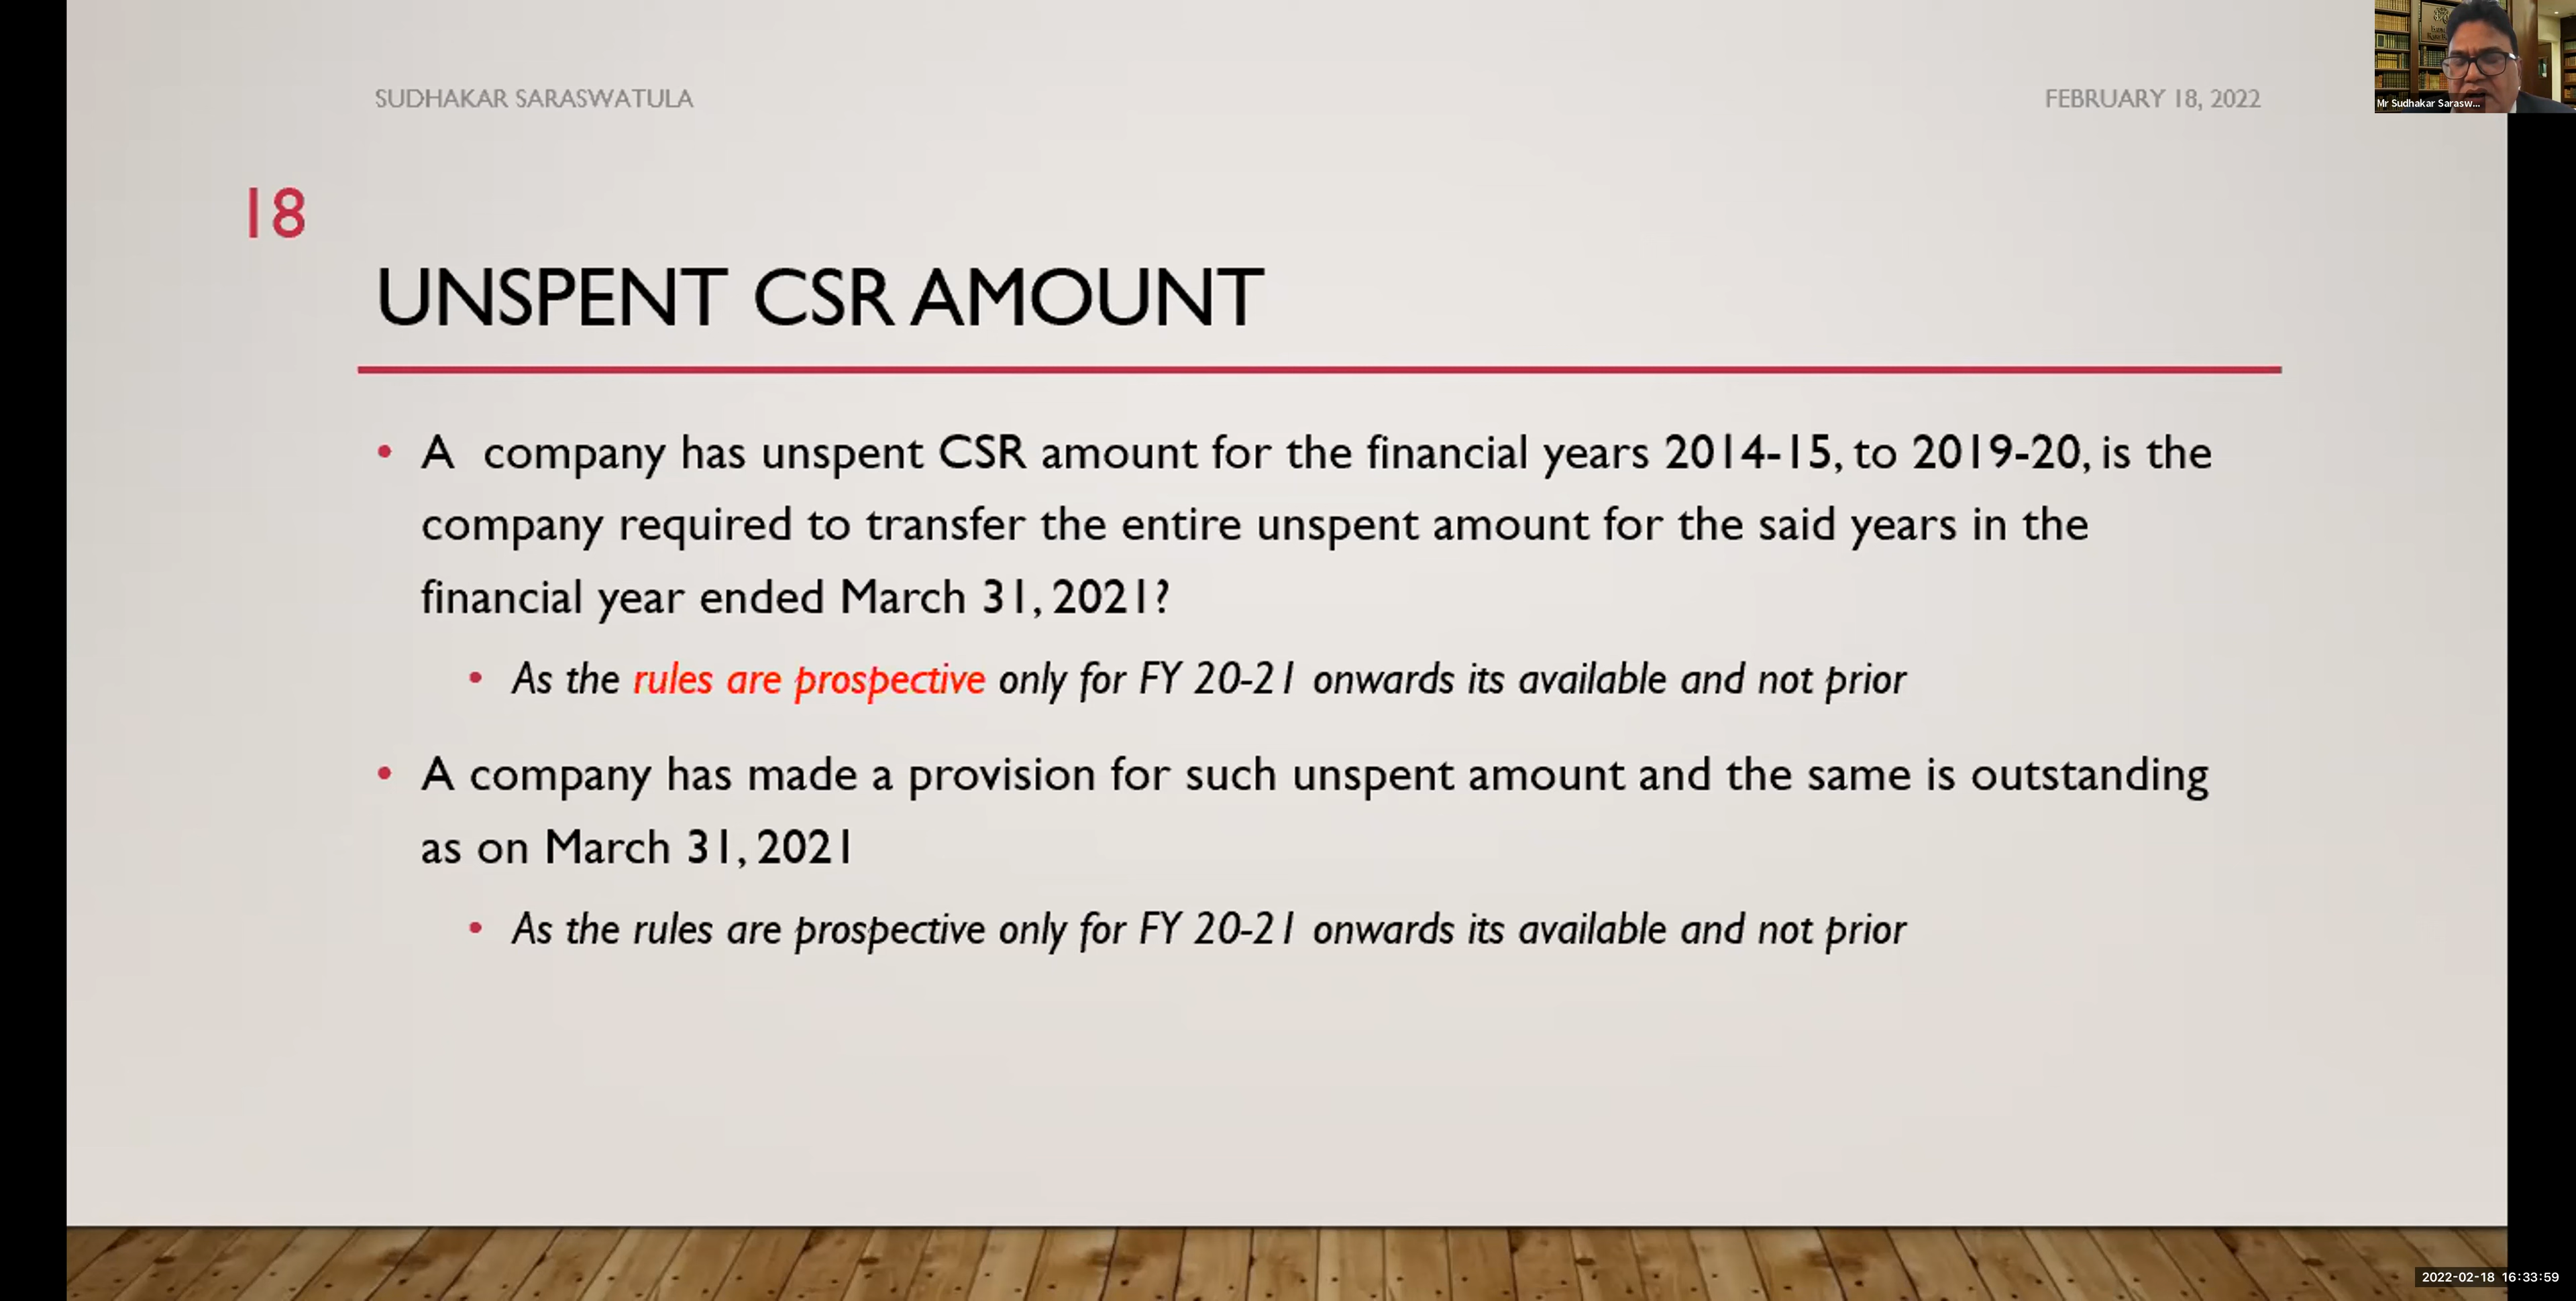 SUDHAKAR SARASWATULA
FEBRUARY 18, 2022
Mr Sudhakar Sarasw...
18
UNSPENT CSR AMOUNT
• A company has unspent CSR amount for the financial years 2014-15, to 2019-20, is the
company required to transfer the entire unspent amount for the said years in the
financial year ended March 31, 2021?
• As the rules are prospective only for FY 20-21 onwards its available and not prior
• A company has made a provision for such unspent amount and the same is outstanding
as on March 31, 2021
• As the rules are prospective only for FY 20-21 onwards its available and not prior
2022-02-18 16:33:59